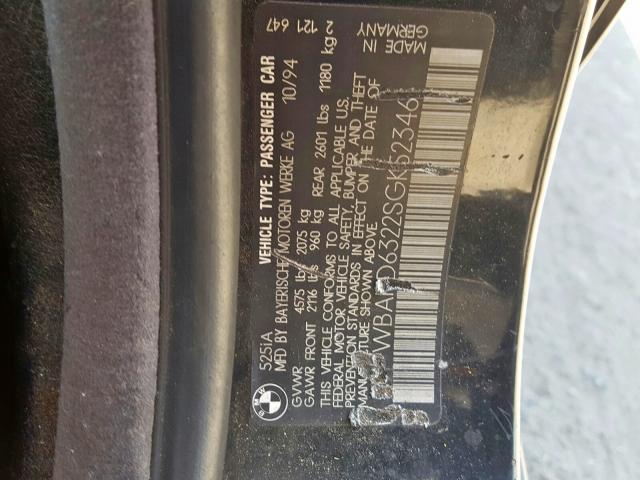 BMW
525iA
2 121 647
VEHICLE TYPE: PASSENGER CAR
MFD BY BAYERISCHE MOTOREN WERKE AG 10/94
GVWR 4575 lbs 2075 kg
GAWR FRONT 2116 lbs 960 kg REAR 2601 lbs 1180 kg
THIS VEHICLE CONFORMS TO ALL APPLICABLE U.S.
FEDERAL MOTOR VEHICLE SAFETY, BUMPER AND THEFT
PREVENTION STANDARDS IN EFFECT ON THE DATE OF
MANUFACTURE SHOWN ABOVE.
MADE IN
GERMANY